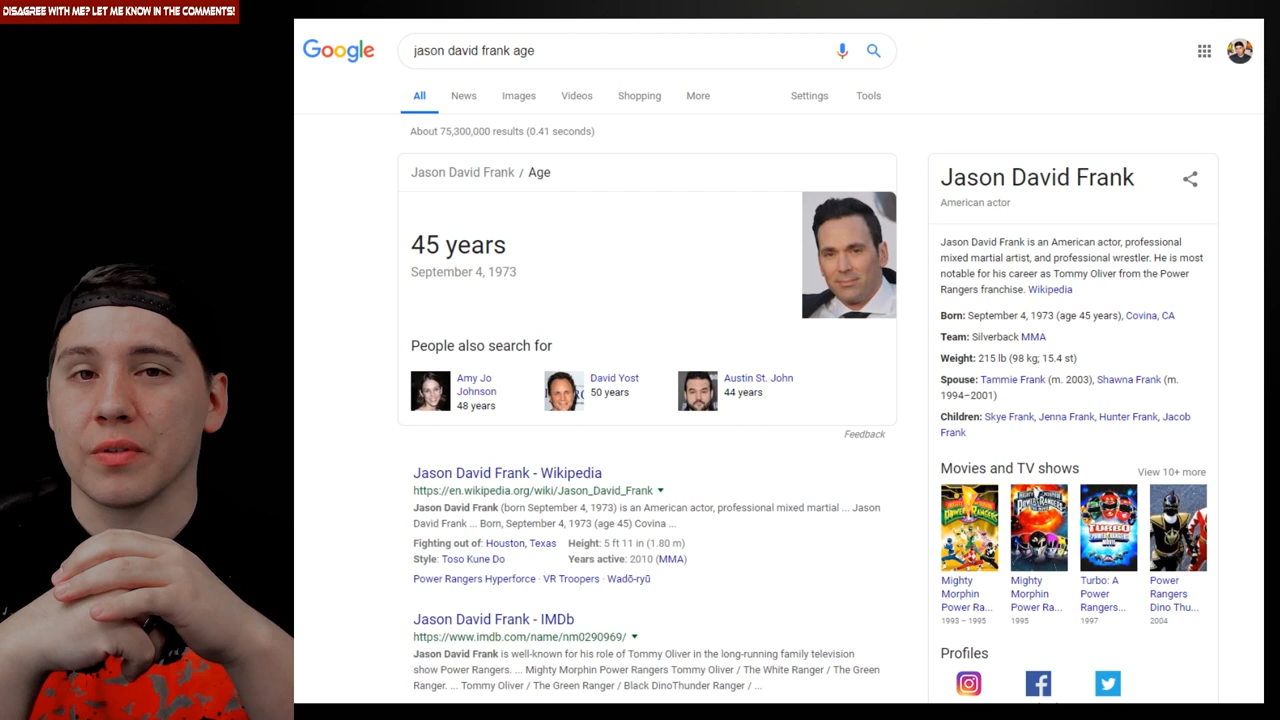 DISAGREE WITH ME? LET ME KNOW IN THE COMMENTS!
Google
jason david frank age
All
News
Images
Videos
Shopping
More
Settings
Tools
About 75,300,000 results (0.41 seconds)
Jason David Frank / Age
45 years
September 4, 1973
People also search for
Amy Jo
Johnson
48 years
David Yost
50 years
Austin St. John
44 years
Feedback
Jason David Frank - Wikipedia
https://en.wikipedia.org/wiki/Jason_David_Frank
Jason David Frank (born September 4, 1973) is an American actor, professional mixed martial ... Jason
David Frank ... Born, September 4, 1973 (age 45) Covina ...
Fighting out of: Houston, Texas Height: 5 ft 11 in (1.80 m)
Style: Toso Kune Do Years active: 2010 (MMA)
Power Rangers Hyperforce · VR Troopers · Wadō-ryū
Jason David Frank - IMDb
https://www.imdb.com/name/nm0290969/
Jason David Frank is well-known for his role of Tommy Oliver in the long-running family television
show Power Rangers. ... Mighty Morphin Power Rangers Tommy Oliver / The White Ranger / The Green
Ranger. ... Tommy Oliver / The Green Ranger / Black DinoThunder Ranger / ...
Jason David Frank
American actor
Jason David Frank is an American actor, professional
mixed martial artist, and professional wrestler. He is most
notable for his career as Tommy Oliver from the Power
Rangers franchise. Wikipedia
Born: September 4, 1973 (age 45 years), Covina, CA
Team: Silverback MMA
Weight: 215 lb (98 kg; 15.4 st)
Spouse: Tammie Frank (m. 2003), Shawna Frank (m.
1994–2001)
Children: Skye Frank, Jenna Frank, Hunter Frank, Jacob
Frank
Movies and TV shows
View 10+ more
Mighty
Morphin
Power Ra...
1993 – 1995
Mighty
Morphin
Power Ra...
1995
Turbo: A
Power
Rangers...
1997
Power
Rangers
Dino Thu...
2004
Profiles